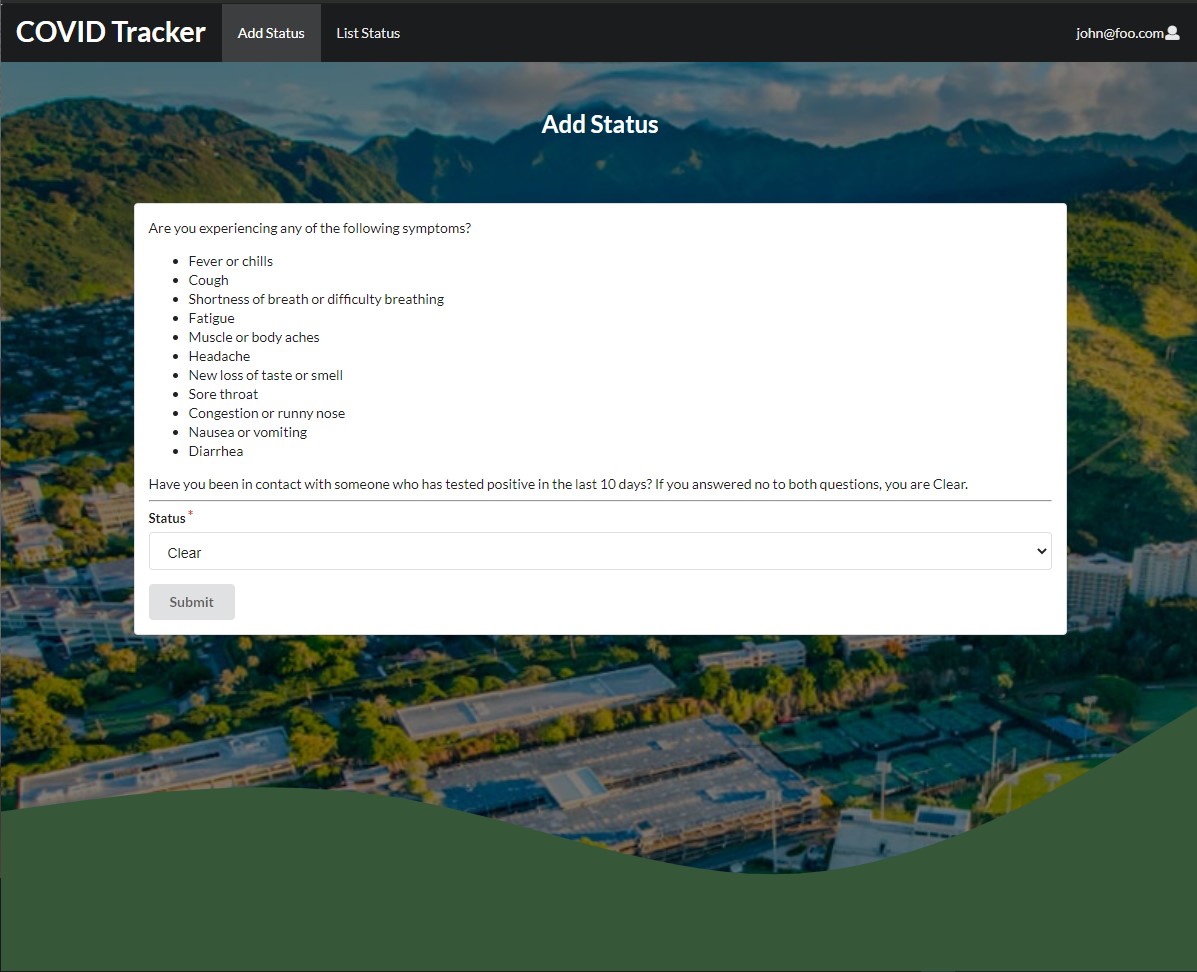 COVID Tracker
Add Status
List Status
john@foo.com
Add Status
Are you experiencing any of the following symptoms?
Fever or chills
Cough
Shortness of breath or difficulty breathing
Fatigue
Muscle or body aches
Headache
New loss of taste or smell
Sore throat
Congestion or runny nose
Nausea or vomiting
Diarrhea
Have you been in contact with someone who has tested positive in the last 10 days? If you answered no to both questions, you are Clear.
Status*
Clear
Submit